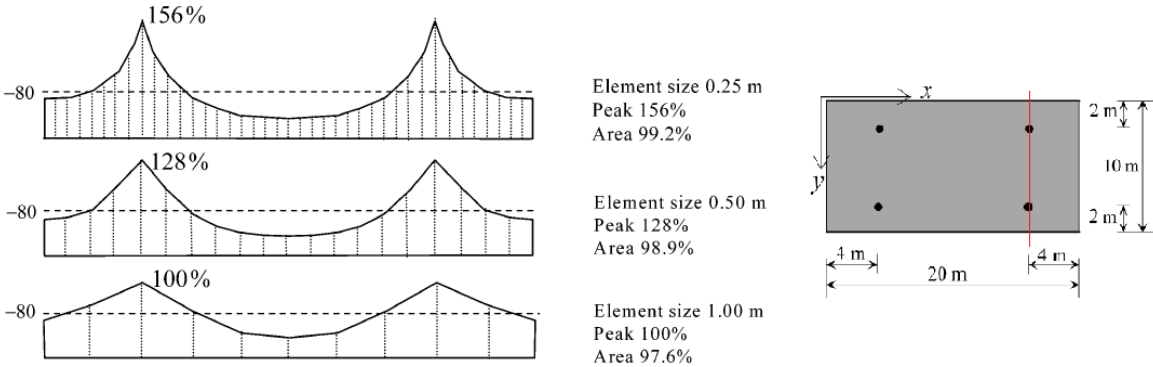 156%
−80
Element size 0.25 m
Peak 156%
Area 99.2%
128%
−80
Element size 0.50 m
Peak 128%
Area 98.9%
100%
−80
Element size 1.00 m
Peak 100%
Area 97.6%
x
y
2 m
10 m
2 m
4 m
4 m
20 m